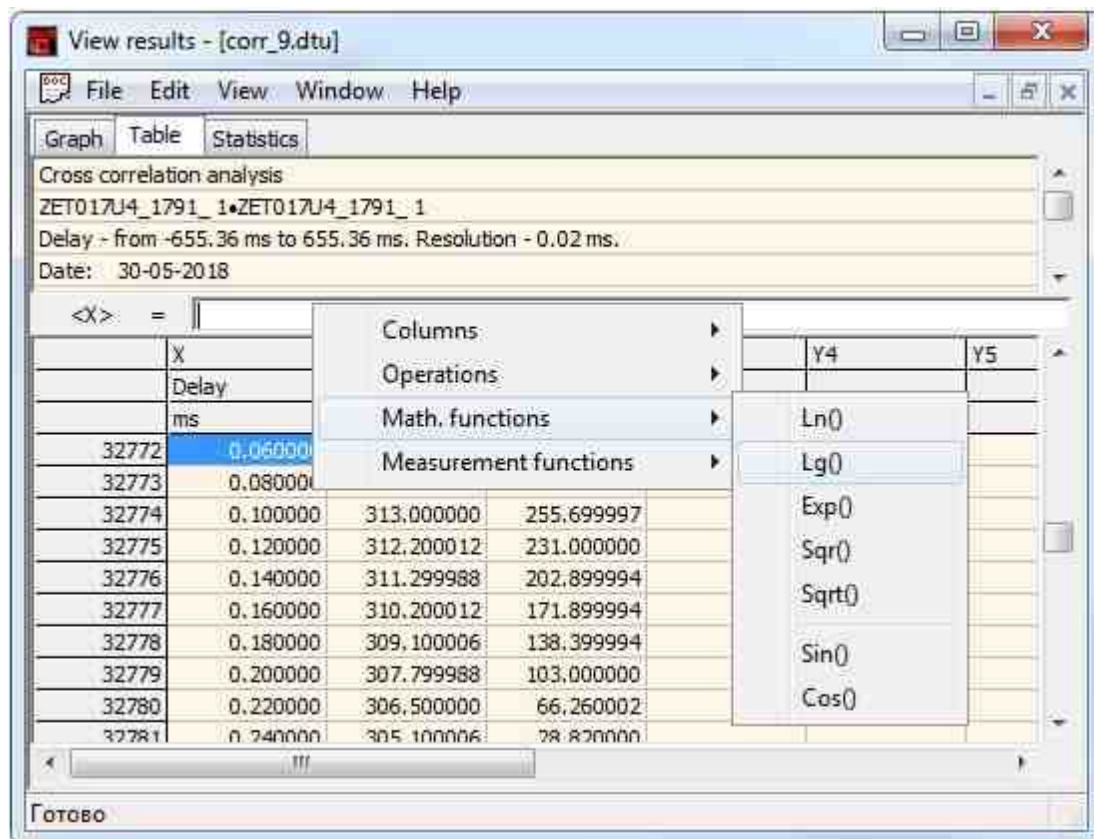 View results - [corr_9.dtu]
File Edit View Window Help
Graph Table Statistics
Cross correlation analysis
ZET017U4_1791_ 1•ZET017U4_1791_ 1
Delay - from -655.36 ms to 655.36 ms. Resolution - 0.02 ms.
Date: 30-05-2018
<X> =
Columns
Operations
Math. functions
Measurement functions
Ln()
Lg()
Exp()
Sqr()
Sqrt()
Sin()
Cos()
X Y4 Y5
Delay
ms
32772 0.060000
32773 0.080000
32774 0.100000 313.000000 255.699997
32775 0.120000 312.200012 231.000000
32776 0.140000 311.299988 202.899994
32777 0.160000 310.200012 171.899994
32778 0.180000 309.100006 138.399994
32779 0.200000 307.799988 103.000000
32780 0.220000 306.500000 66.260002
32781 0.240000 305.100006 28.820000
Готово